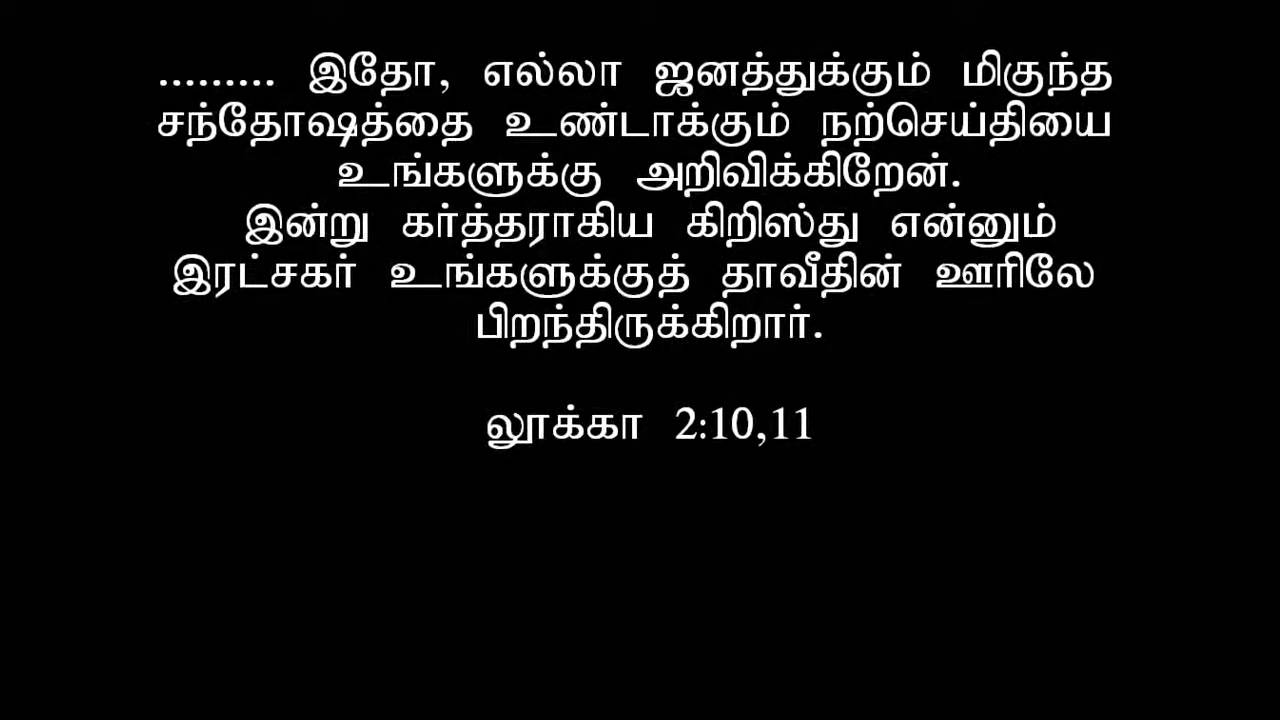 ......... இதோ, எல்லா ஜனத்துக்கும் மிகுந்த
சந்தோஷத்தை உண்டாக்கும் நற்செய்தியை
உங்களுக்கு அறிவிக்கிறேன்.
இன்று கர்த்தராகிய கிறிஸ்து என்னும்
இரட்சகர் உங்களுக்குத் தாவீதின் ஊரிலே
பிறந்திருக்கிறார்.
லூக்கா 2:10,11